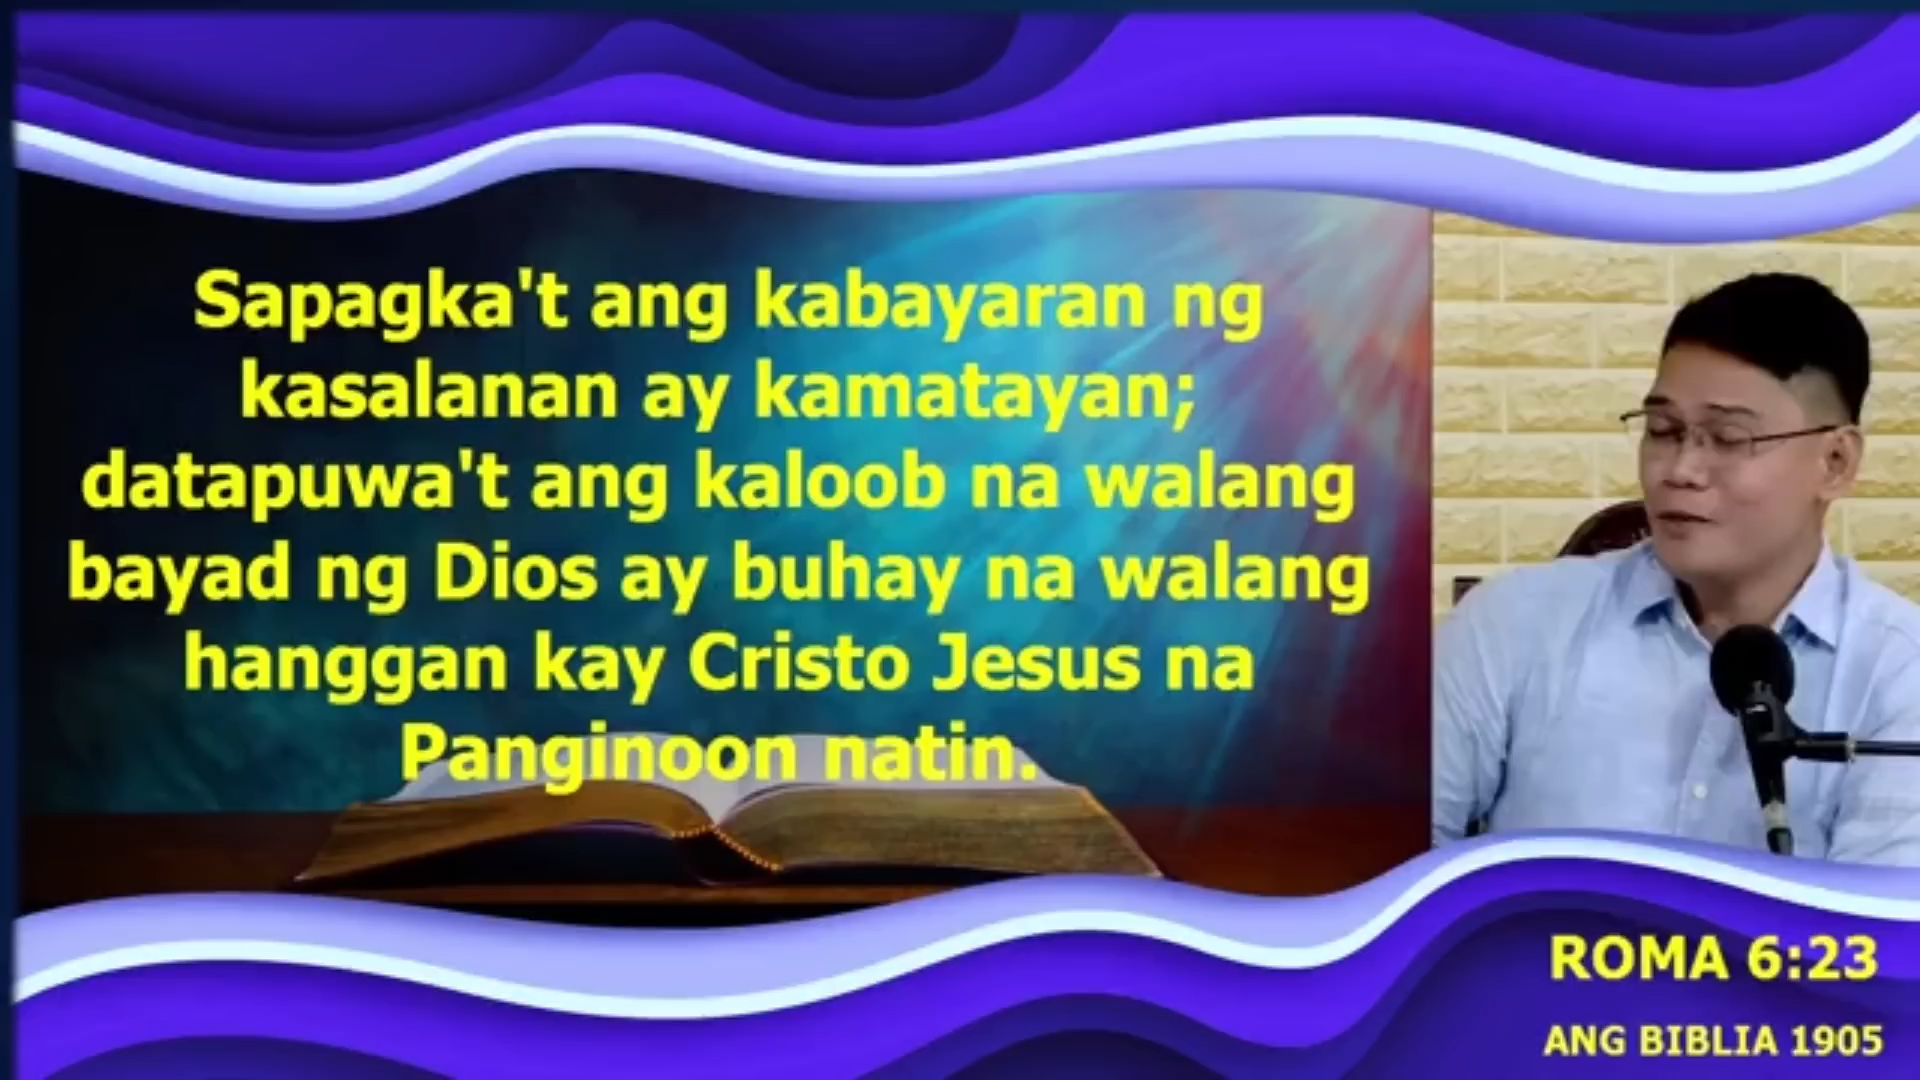 Sapagka't ang kabayaran ng
kasalanan ay kamatayan;
datapuwa't ang kaloob na walang
bayad ng Dios ay buhay na walang
hanggan kay Cristo Jesus na
Panginoon natin.
ROMA 6:23
ANG BIBLIA 1905